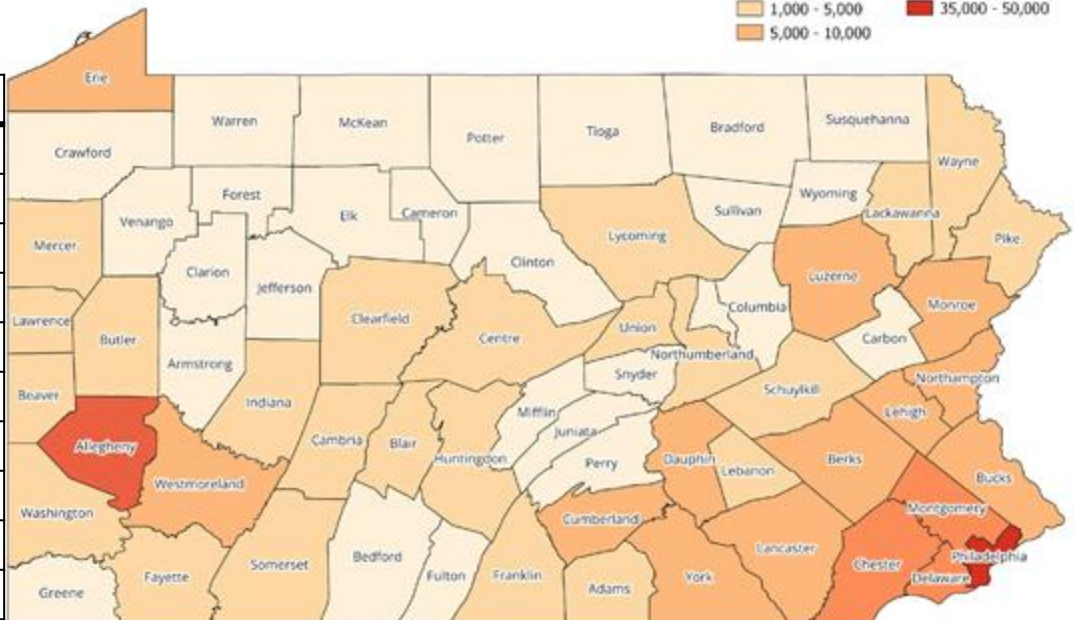 1,000 - 5,000
35,000 - 50,000
5,000 - 10,000
Erie
Warren
McKean
Potter
Tioga
Bradford
Susquehanna
Crawford
Wayne
Forest
Elk
Cameron
Sullivan
Wyoming
Lackawanna
Venango
Mercer
Lycoming
Pike
Clarion
Clinton
Jefferson
Luzerne
Columbia
Monroe
Lawrence
Clearfield
Butler
Centre
Union
Carbon
Northumberland
Armstrong
Snyder
Northampton
Beaver
Schuylkill
Indiana
Mifflin
Lehigh
Juniata
Allegheny
Cambria
Blair
Huntingdon
Perry
Dauphin
Lebanon
Berks
Bucks
Westmoreland
Montgomery
Washington
Cumberland
Lancaster
Philadelphia
Bedford
Chester
Somerset
Fayette
Fulton
Franklin
York
Delaware
Greene
Adams